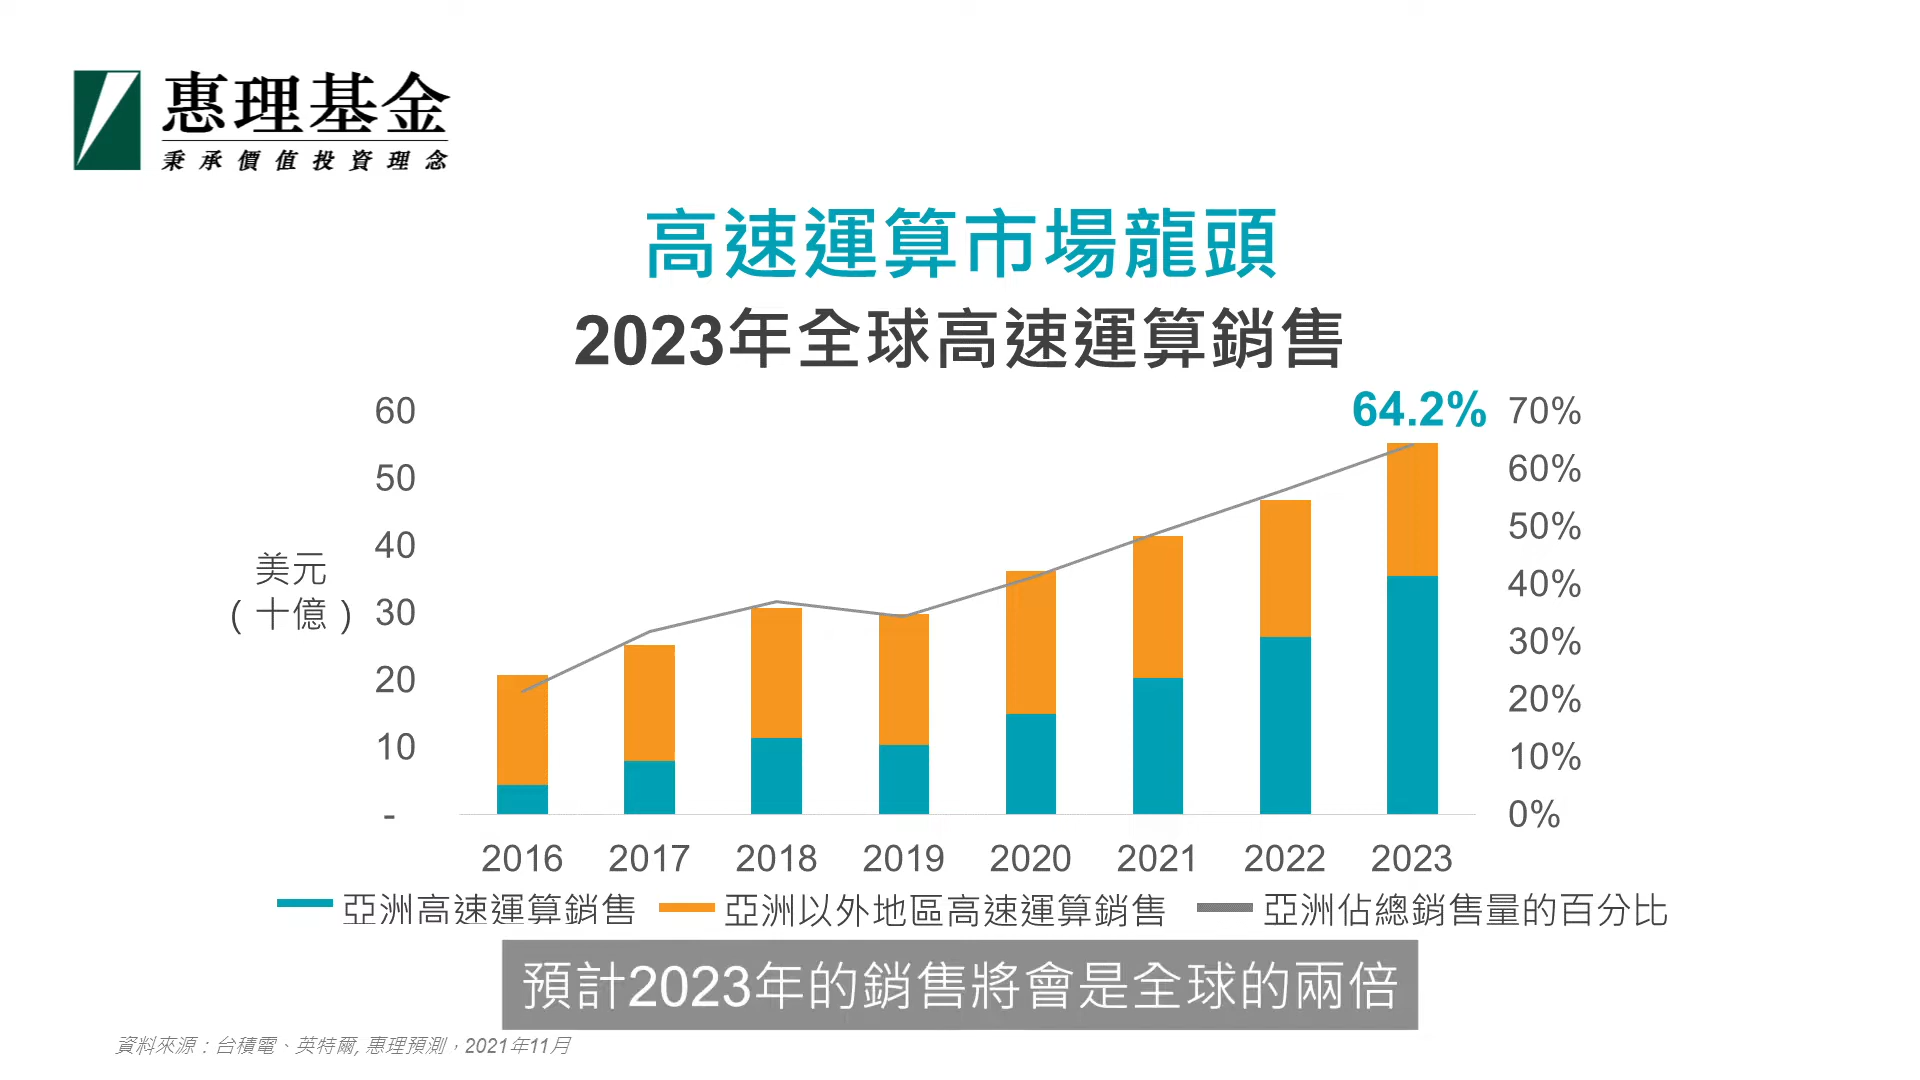 惠理基金
秉承價值投資理念
高速運算市場龍頭
2023年全球高速運算銷售
64.2%
60
50
40
30
20
10
-
美元
（十億）
70%
60%
50%
40%
30%
20%
10%
0%
2016 2017 2018 2019 2020 2021 2022 2023
亞洲高速運算銷售 亞洲以外地區高速運算銷售 亞洲佔總銷售量的百分比
預計2023年的銷售將會是全球的兩倍
資料來源：台積電、英特爾, 惠理預測，2021年11月